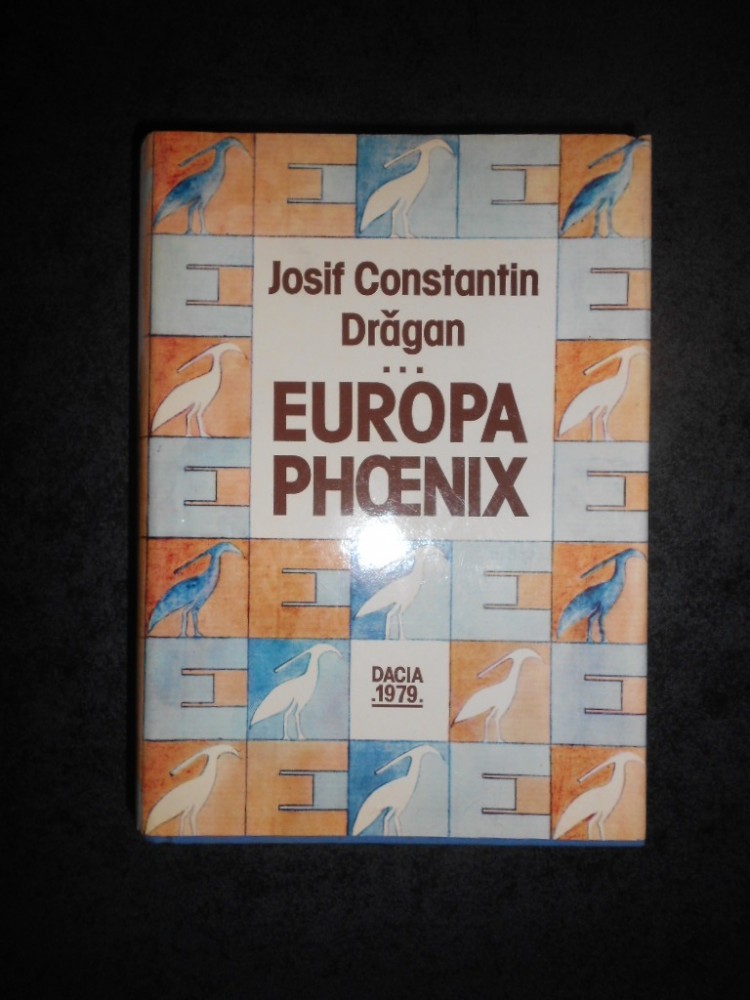 Josif Constantin
Drăgan
...
EUROPA
PHŒNIX
DACIA
.1979.